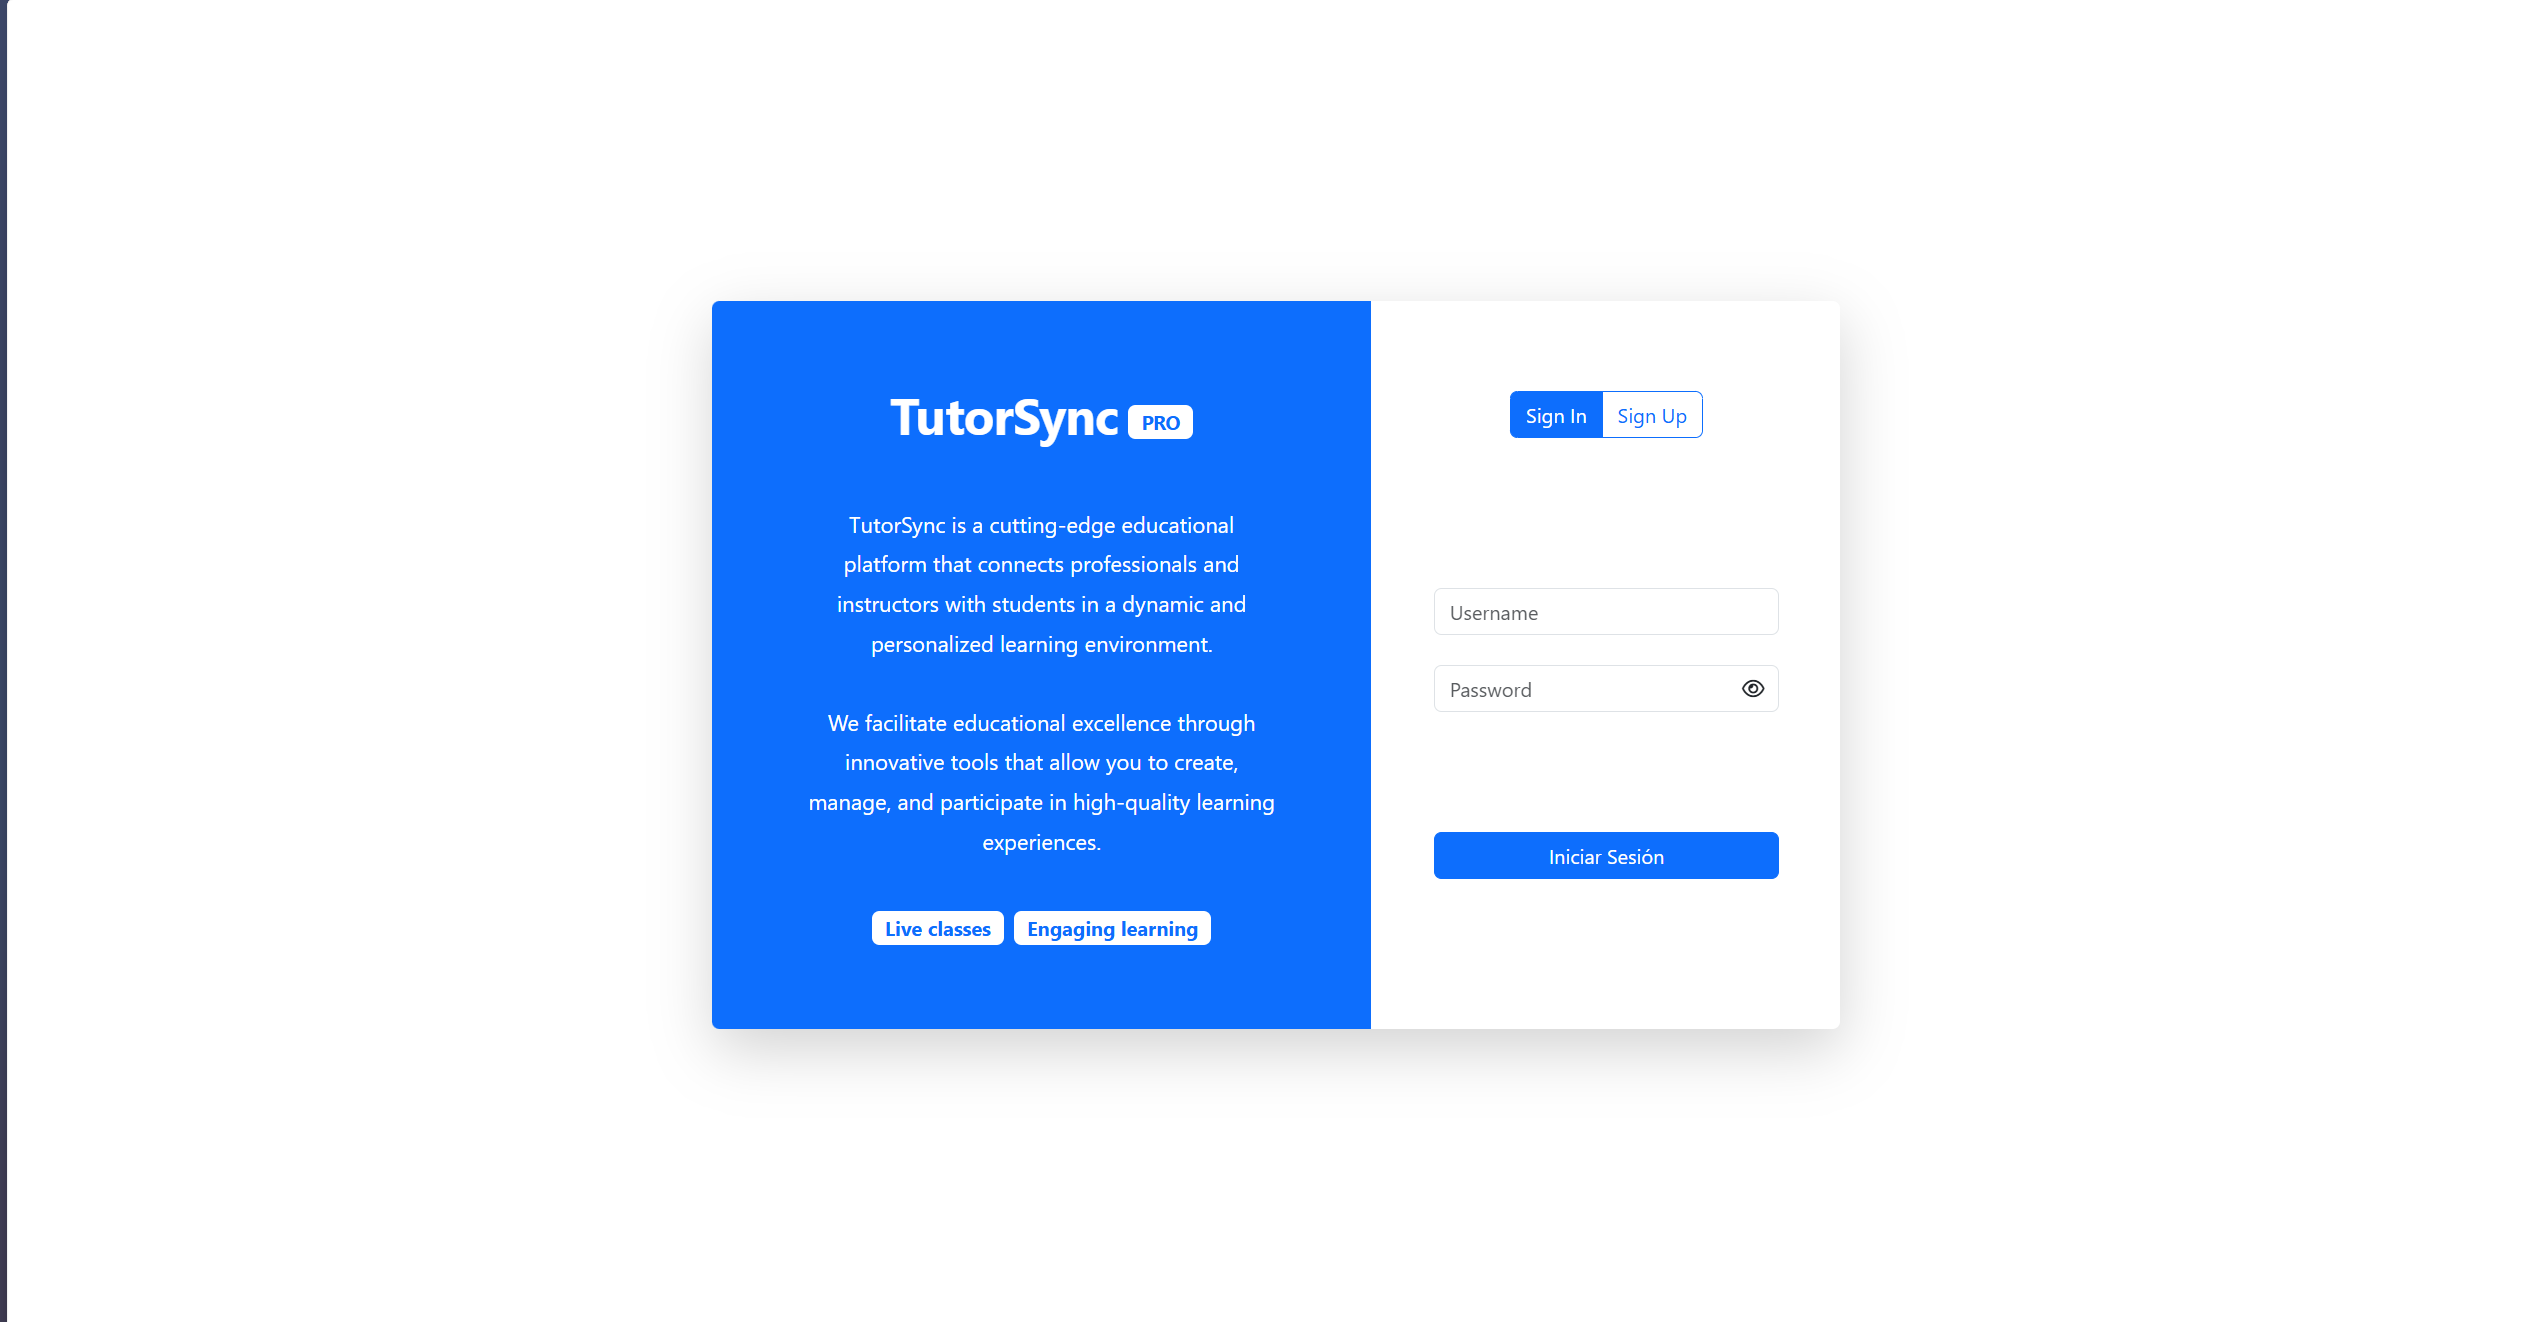 TutorSync PRO
TutorSync is a cutting-edge educational
platform that connects professionals and
instructors with students in a dynamic and
personalized learning environment.
We facilitate educational excellence through
innovative tools that allow you to create,
manage, and participate in high-quality learning
experiences.
Live classes Engaging learning
Sign In Sign Up
Username
Password
Iniciar Sesión